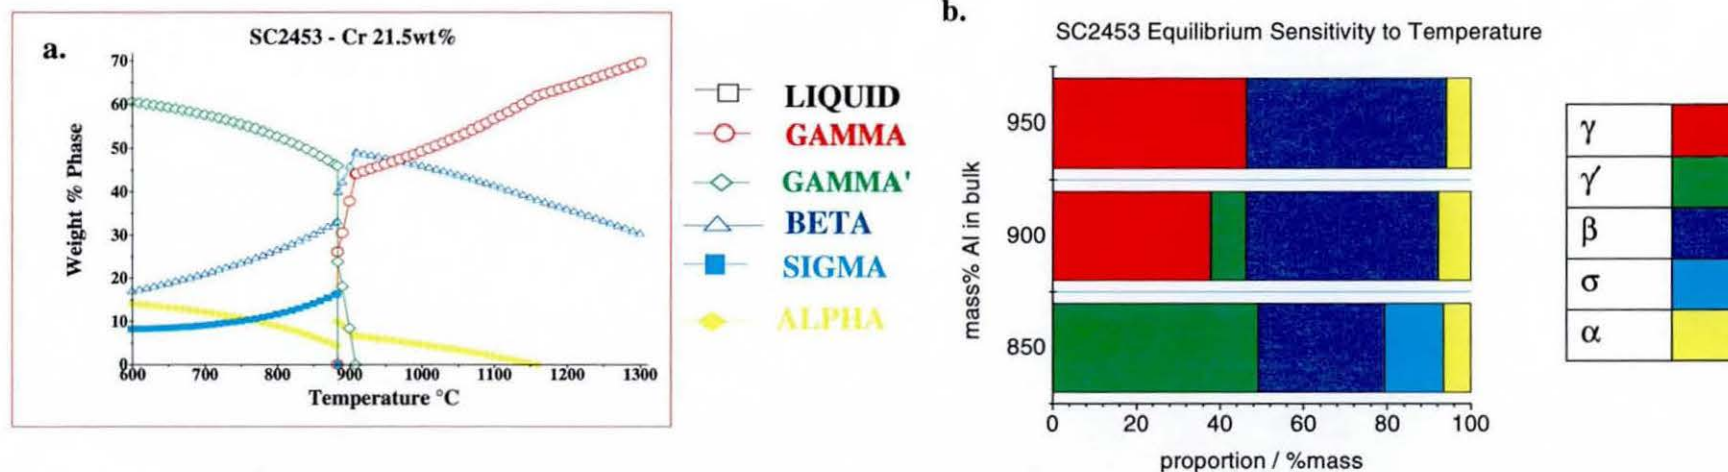 a.
SC2453 - Cr 21.5wt%
Weight % Phase
70
60
50
40
30
20
10
0
600 700 800 900 1000 1100 1200 1300
Temperature °C
LIQUID
GAMMA
GAMMA'
BETA
SIGMA
ALPHA
b.
SC2453 Equilibrium Sensitivity to Temperature
mass% Al in bulk
950
900
850
0 20 40 60 80 100
proportion / %mass
γ
γ′
β
σ
α